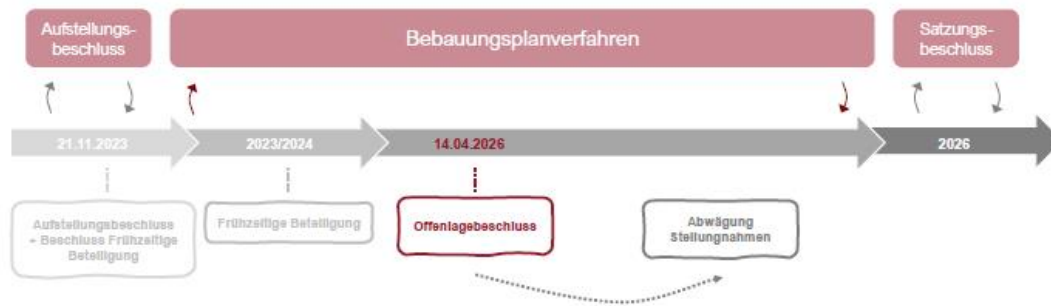 Aufstellungs-
beschluss
Bebauungsplanverfahren
Satzungs-
beschluss
21.11.2023
2023/2024
14.04.2026
2026
Aufstellungsbeschluss
+ Beschluss Frühzeitige
Beteiligung
Frühzeitige Beteiligung
Offenlagebeschluss
Abwägung
Stellungnahmen